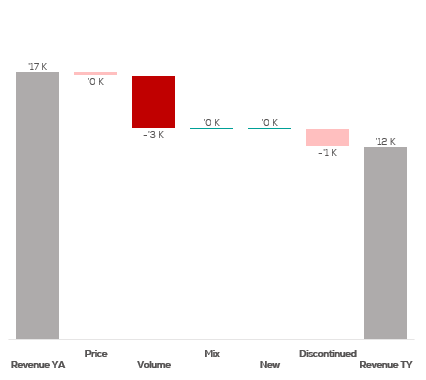 '17 K
'0 K
-'3 K
'0 K
'0 K
-'1 K
'12 K
Price
Mix
Discontinued
Revenue YA
Volume
New
Revenue TY